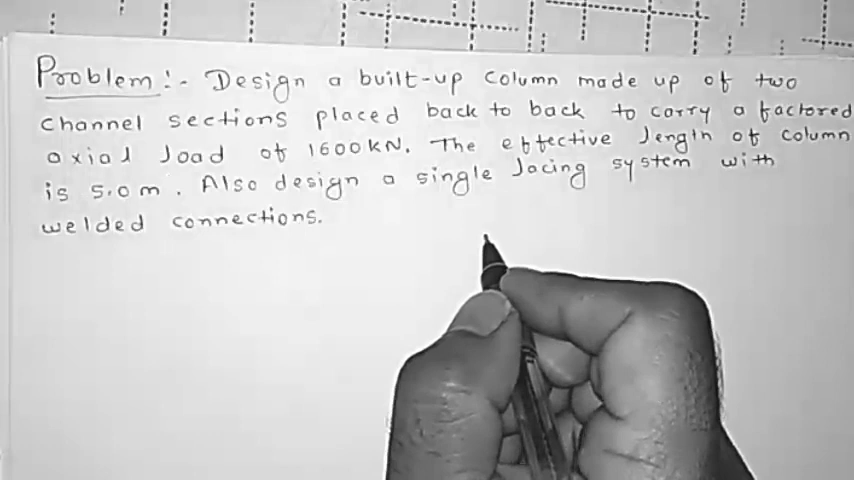 Problem:- Design a built-up column made up of two
channel sections placed back to back to carry a factored
axial load of 1600KN. The effective length of column
is 5.0m. Also design a single lacing system with
welded connections.